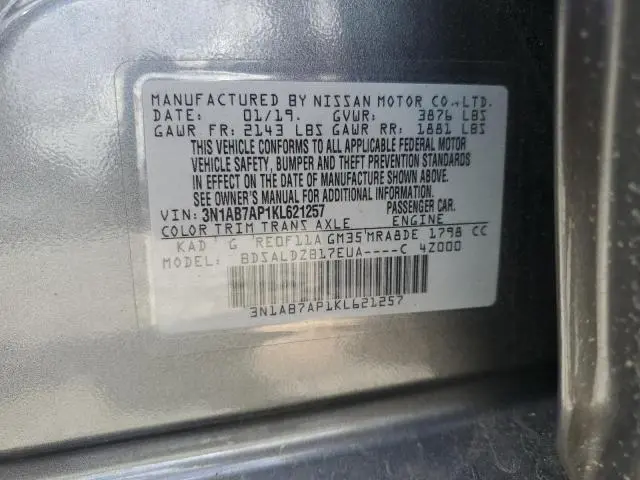 MANUFACTURED BY NISSAN MOTOR CO.,LTD.
DATE: 01/19. GVWR: 3876 LBS
GAWR FR: 2143 LBS GAWR RR: 1881 LBS
THIS VEHICLE CONFORMS TO ALL APPLICABLE FEDERAL MOTOR
VEHICLE SAFETY, BUMPER AND THEFT PREVENTION STANDARDS
IN EFFECT ON THE DATE OF MANUFACTURE SHOWN ABOVE.
SEE OWNER'S MANUAL FOR ADDITIONAL INFORMATION.
VIN: 3N1AB7AP1KL621257 PASSENGER CAR.
COLOR TRIM TRANS AXLE ENGINE
KAD G RE0F11A GM35 MRA8DE 1798 CC
MODEL: BDSALDZB17EUA----C 4Z000
3N1AB7AP1KL621257